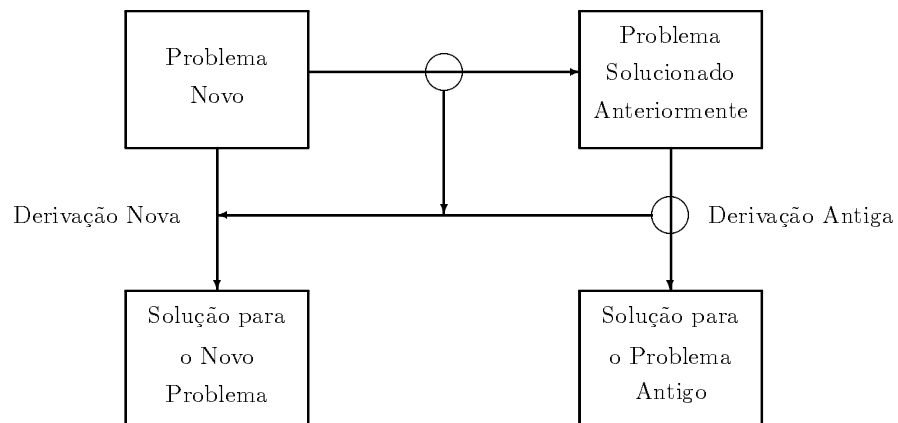 Problema
Novo
Problema
Solucionado
Anteriormente
Derivação Nova
Derivação Antiga
Solução para
o Novo
Problema
Solução para
o Problema
Antigo